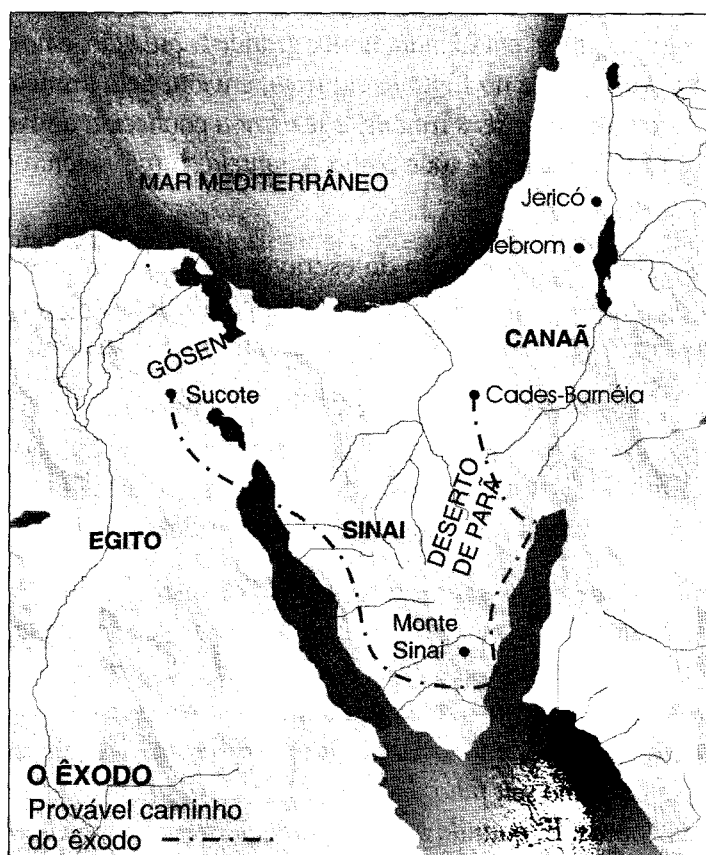 MAR MEDITERRÂNEO
Jericó
Iebrom
CANAÃ
GÓSEN
Sucote
Cades-Barnéia
DESERTO
DE PARÃ
SINAI
EGITO
Monte
Sinai
O ÊXODO
Provável caminho
do êxodo